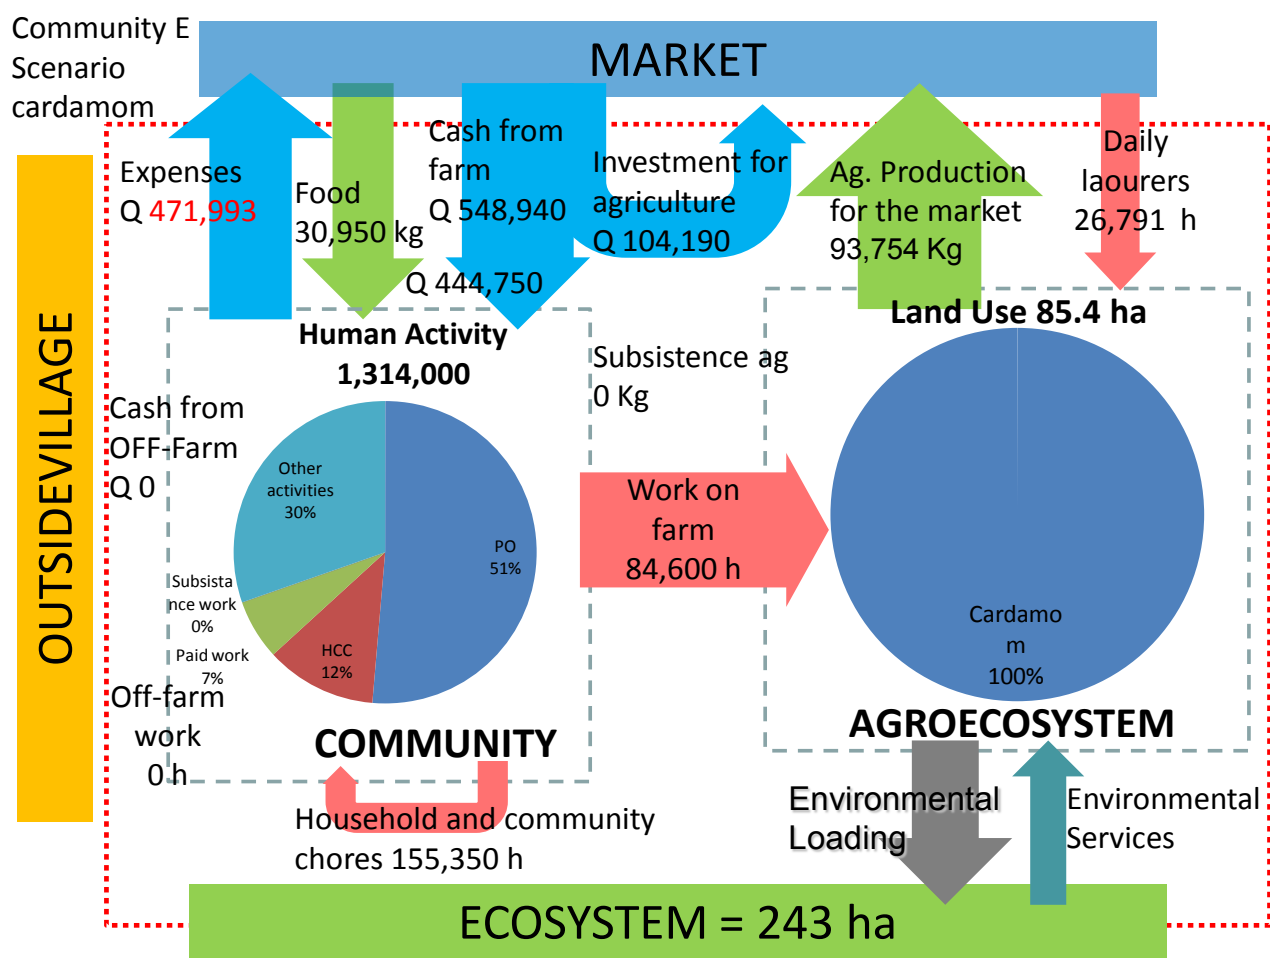 Community E
Scenario
cardamom
MARKET
Expenses
Q 471,993
Food
30,950 kg
Cash from
farm
Q 548,940
Q 444,750
Investment for
agriculture
Q 104,190
Ag. Production
for the market
93,754 Kg
Daily
laourers
26,791 h
OUTSIDEVILLAGE
Human Activity
1,314,000
Cash from
OFF-Farm
Q 0
Other
activities
30%
PO
51%
Subsista
nce work
0%
Paid work
7%
HCC
12%
Off-farm
work
0 h
COMMUNITY
Household and community
chores 155,350 h
Subsistence ag
0 Kg
Work on
farm
84,600 h
Land Use 85.4 ha
Cardamo
m
100%
AGROECOSYSTEM
Environmental
Loading
Environmental
Services
ECOSYSTEM = 243 ha